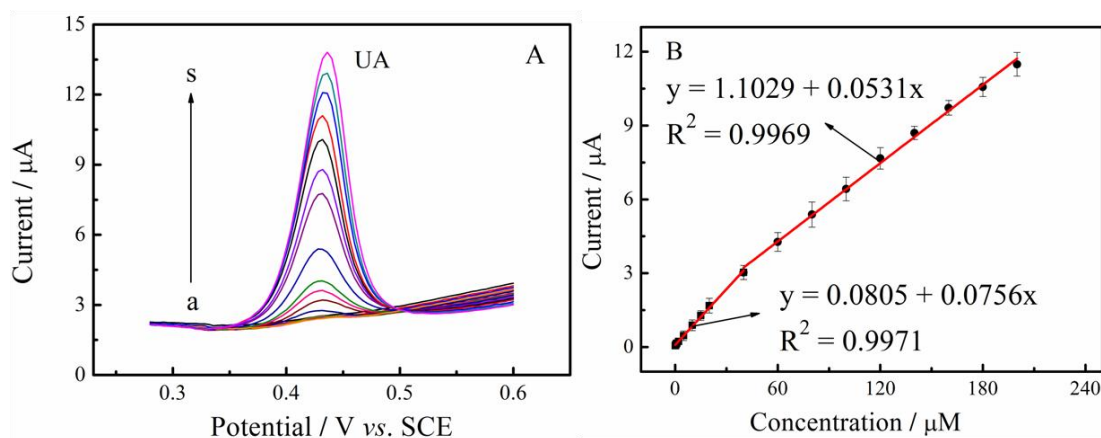 15
12
9
6
3
0
Current / μA
s
a
UA
A
0.3
0.4
0.5
0.6
Potential / V vs. SCE
B
12
9
6
3
0
Current / μA
y = 1.1029 + 0.0531x
R² = 0.9969
y = 0.0805 + 0.0756x
R² = 0.9971
0
60
120
180
240
Concentration / μM